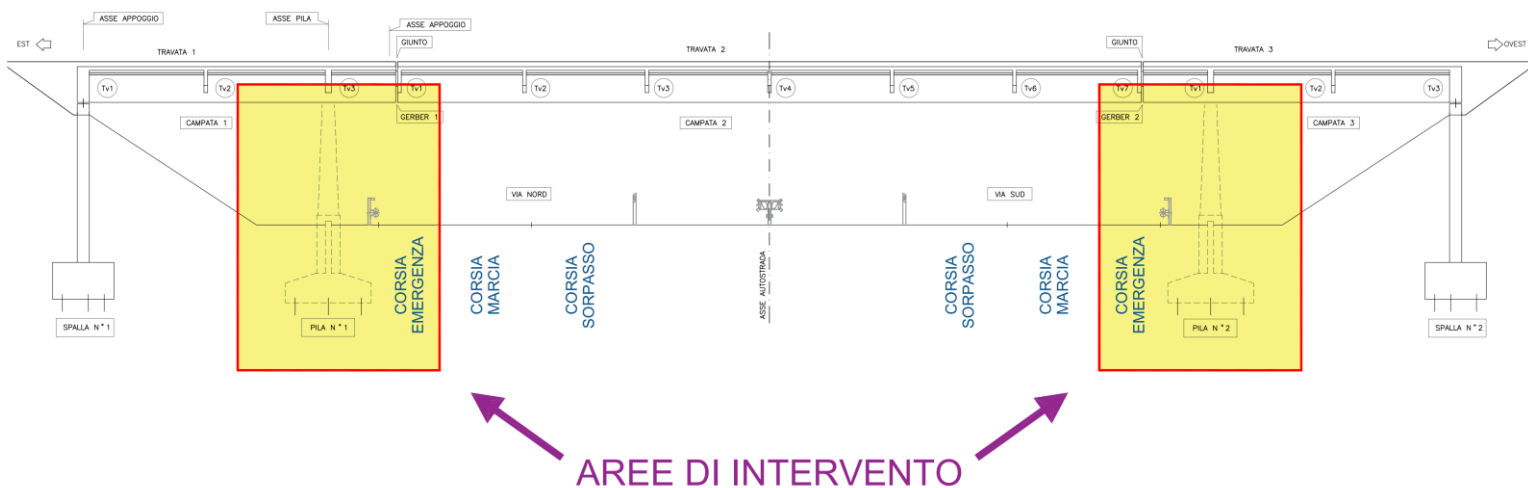 ASSE APPOGGIO
ASSE PILA
ASSE APPOGGIO
EST
TRAVATA 1
GIUNTO
TRAVATA 2
GIUNTO
TRAVATA 3
OVEST
Tv1
Tv2
Tv3
Tv1
Tv2
Tv3
Tv4
Tv5
Tv6
Tv7
Tv1
Tv2
Tv3
CAMPATA 1
GERBER 1
CAMPATA 2
GERBER 2
CAMPATA 3
VIA NORD
VIA SUD
CORSIA
EMERGENZA
CORSIA
MARCIA
CORSIA
SORPASSO
ASSE AUTOSTRADA
CORSIA
SORPASSO
CORSIA
MARCIA
CORSIA
EMERGENZA
SPALLA N°1
PILA N°1
PILA N°2
SPALLA N°2
AREE DI INTERVENTO